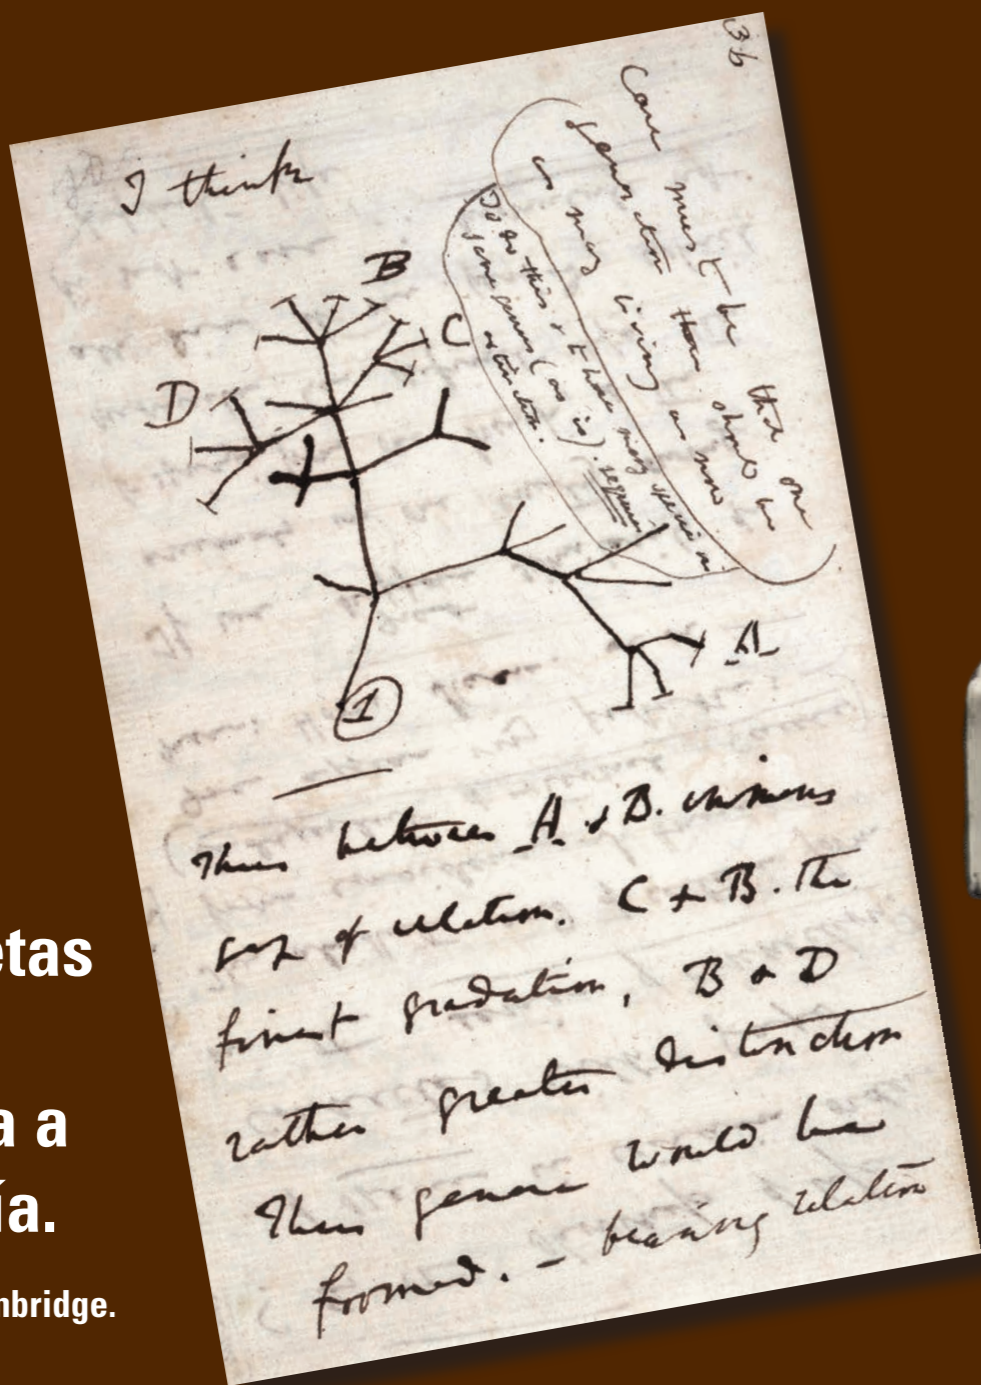 36
I think
Case must be that one
generation then should be
as many living as now
To do this & to have many species in
same genus (as is). requires
extinction.
B
C
D
A
1
Thus between A & B. immense
gap of relation. C & B. the
finest gradation, B & D
rather greater distinction
Thus genera would be
formed. — bearing relation
etas
a a
ía.
nbridge.